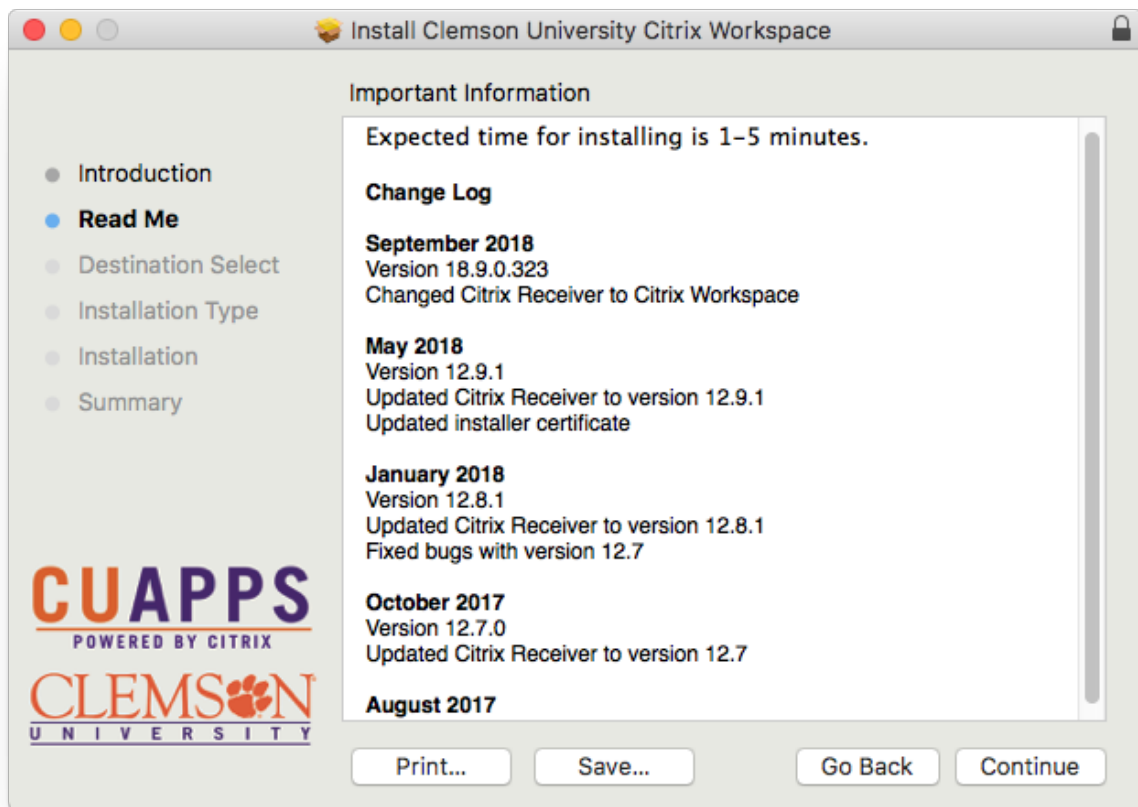 Install Clemson University Citrix Workspace
Important Information
Introduction
Read Me
Destination Select
Installation Type
Installation
Summary
Expected time for installing is 1-5 minutes.
Change Log
September 2018
Version 18.9.0.323
Changed Citrix Receiver to Citrix Workspace
May 2018
Version 12.9.1
Updated Citrix Receiver to version 12.9.1
Updated installer certificate
January 2018
Version 12.8.1
Updated Citrix Receiver to version 12.8.1
Fixed bugs with version 12.7
October 2017
Version 12.7.0
Updated Citrix Receiver to version 12.7
August 2017
CUAPPS
POWERED BY CITRIX
CLEMSON
UNIVERSITY
Print...
Save...
Go Back
Continue